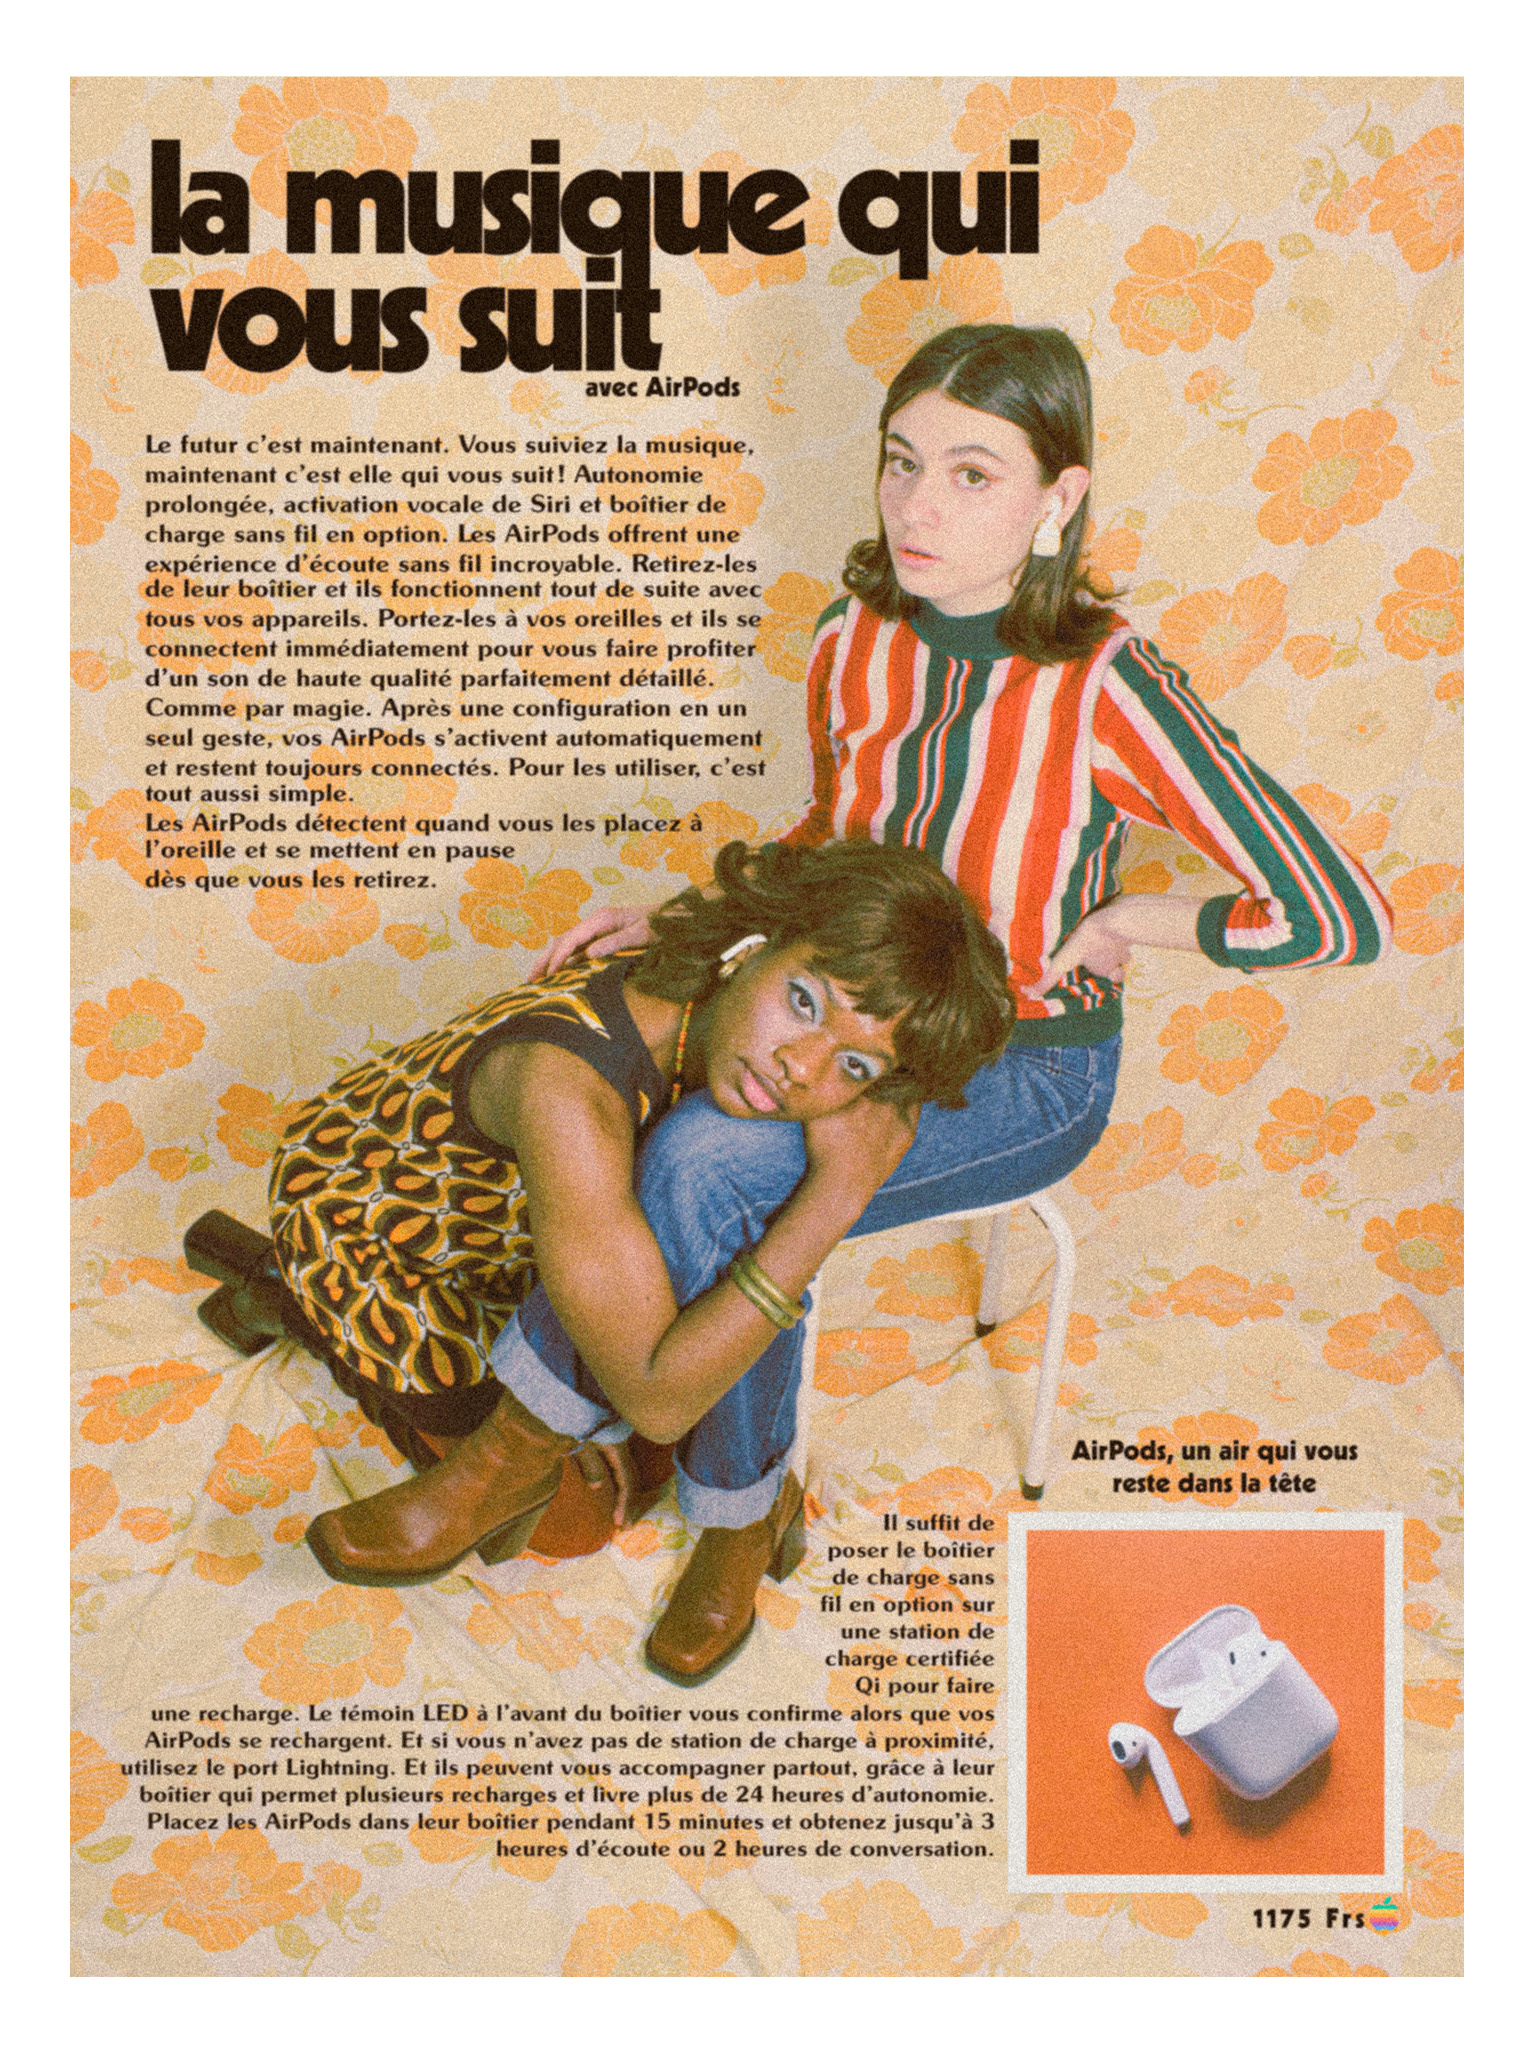 la musique qui
vous suit
avec AirPods
Le futur c'est maintenant. Vous suiviez la musique,
maintenant c'est elle qui vous suit! Autonomie
prolongée, activation vocale de Siri et boîtier de
charge sans fil en option. Les AirPods offrent une
expérience d'écoute sans fil incroyable. Retirez-les
de leur boîtier et ils fonctionnent tout de suite avec
tous vos appareils. Portez-les à vos oreilles et ils se
connectent immédiatement pour vous faire profiter
d'un son de haute qualité parfaitement détaillé.
Comme par magie. Après une configuration en un
seul geste, vos AirPods s'activent automatiquement
et restent toujours connectés. Pour les utiliser, c'est
tout aussi simple.
Les AirPods détectent quand vous les placez à
l'oreille et se mettent en pause
dès que vous les retirez.
AirPods, un air qui vous
reste dans la tête
Il suffit de
poser le boîtier
de charge sans
fil en option sur
une station de
charge certifiée
Qi pour faire
une recharge. Le témoin LED à l'avant du boîtier vous confirme alors que vos
AirPods se rechargent. Et si vous n'avez pas de station de charge à proximité,
utilisez le port Lightning. Et ils peuvent vous accompagner partout, grâce à leur
boîtier qui permet plusieurs recharges et livre plus de 24 heures d'autonomie.
Placez les AirPods dans leur boîtier pendant 15 minutes et obtenez jusqu'à 3
heures d'écoute ou 2 heures de conversation.
1175 Frs